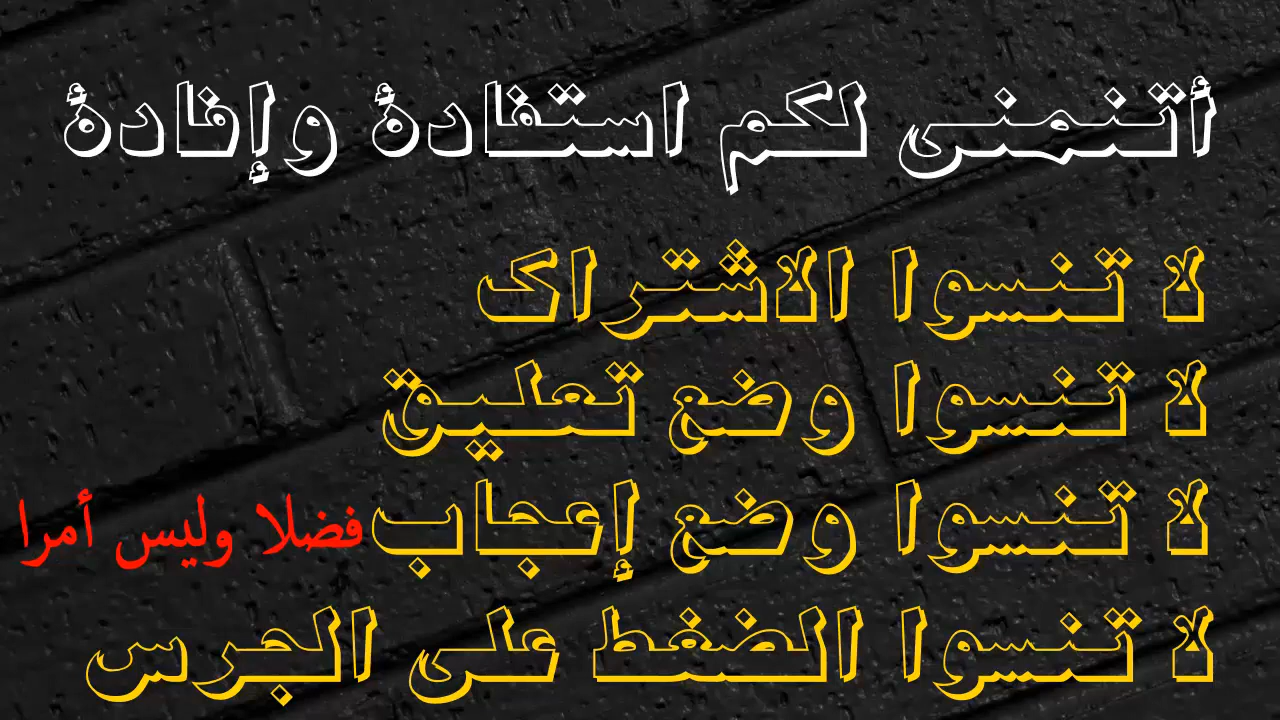 أتنمنى لكم استفادة وإفادة
لا تنسوا الاشتراك
لا تنسوا وضع تعليق
لا تنسوا وضع إعجاب فضلا وليس أمرا
لا تنسوا الضغط على الجرس